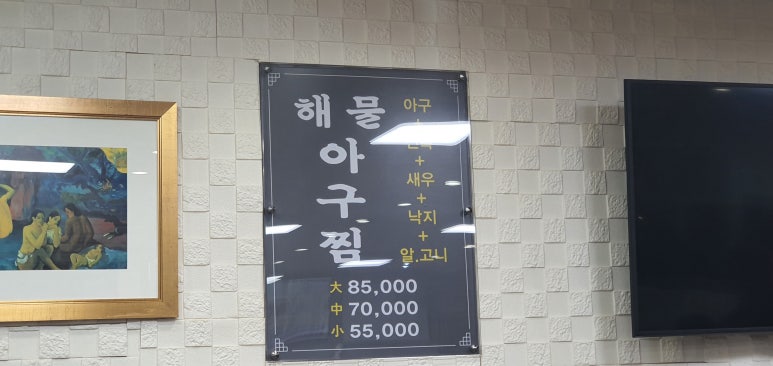 해물
아
구
찜
아구
+
+
새우
+
낙지
+
알.고니
大 85,000
中 70,000
小 55,000